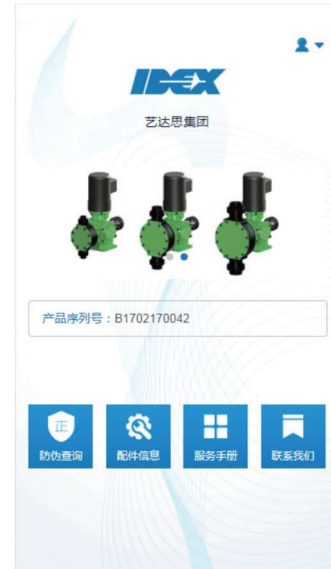 IDEX
艺达思集团
产品序列号：B1702170042
正
防伪查询
配件信息
服务手册
联系我们